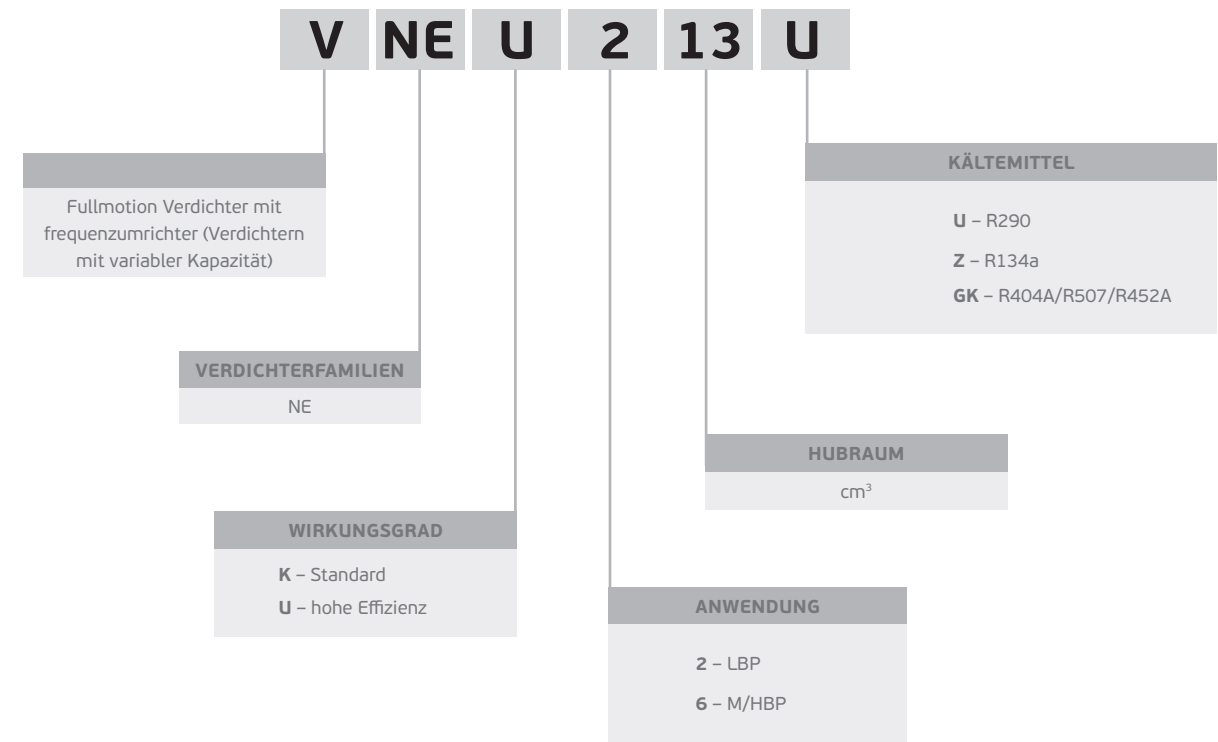 V NE U 2 13 U
Fullmotion Verdichter mit
frequenzumrichter (Verdichtern
mit variabler Kapazität)
KÄLTEMITTEL
U – R290
Z – R134a
GK – R404A/R507/R452A
VERDICHTERFAMILIEN
NE
HUBRAUM
cm³
WIRKUNGSGRAD
K – Standard
U – hohe Effizienz
ANWENDUNG
2 – LBP
6 – M/HBP